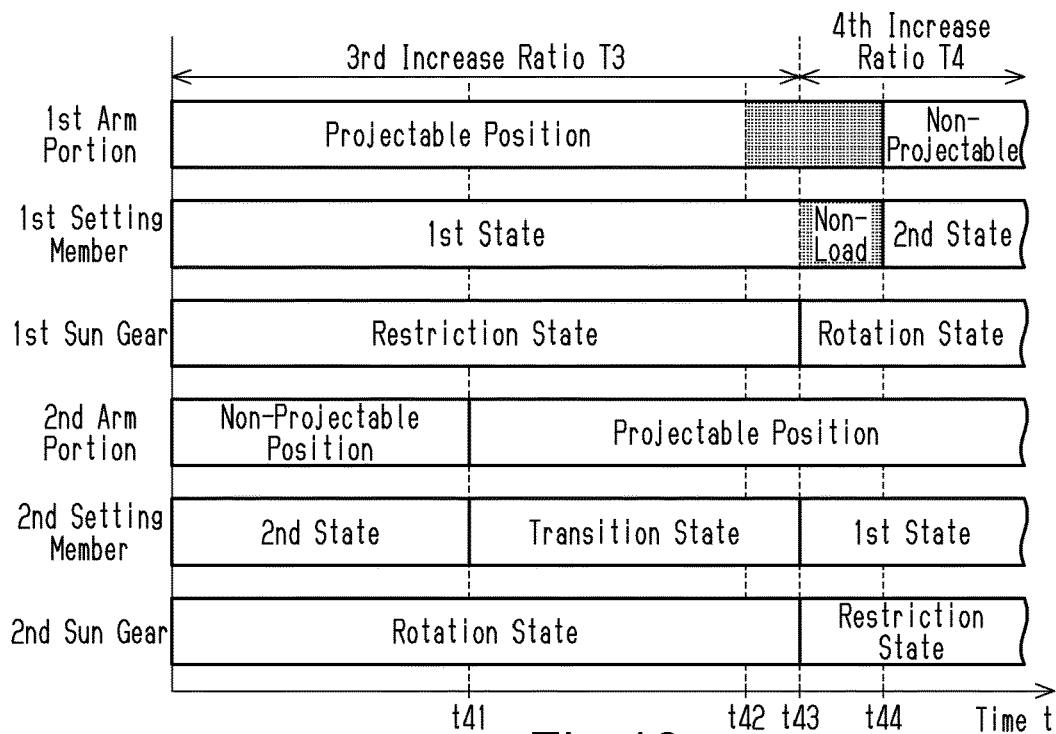 4th Increase
Ratio T4
3rd Increase Ratio T3
1st Arm
Portion
Projectable Position
Non-
Projectable
1st Setting
Member
1st State
Non-
Load
2nd State
1st Sun Gear
Restriction State
Rotation State
2nd Arm
Portion
Non-Projectable
Position
Projectable Position
2nd Setting
Member
2nd State
Transition State
1st State
2nd Sun Gear
Rotation State
Restriction
State
t41
t42
t43
t44
Time t